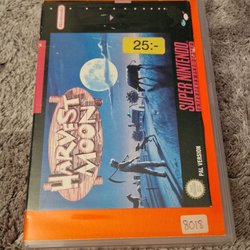 25:-
HARVEST
MOON
SUPER NINTENDO
PAL VERSION
8018